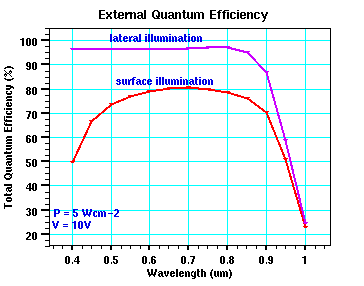 External Quantum Efficiency
lateral illumination
surface illumination
P = 5 Wcm-2
V = 10V
Total Quantum Efficiency (%)
100
90
80
70
60
50
40
30
20
0.4 0.5 0.6 0.7 0.8 0.9 1
Wavelength (um)